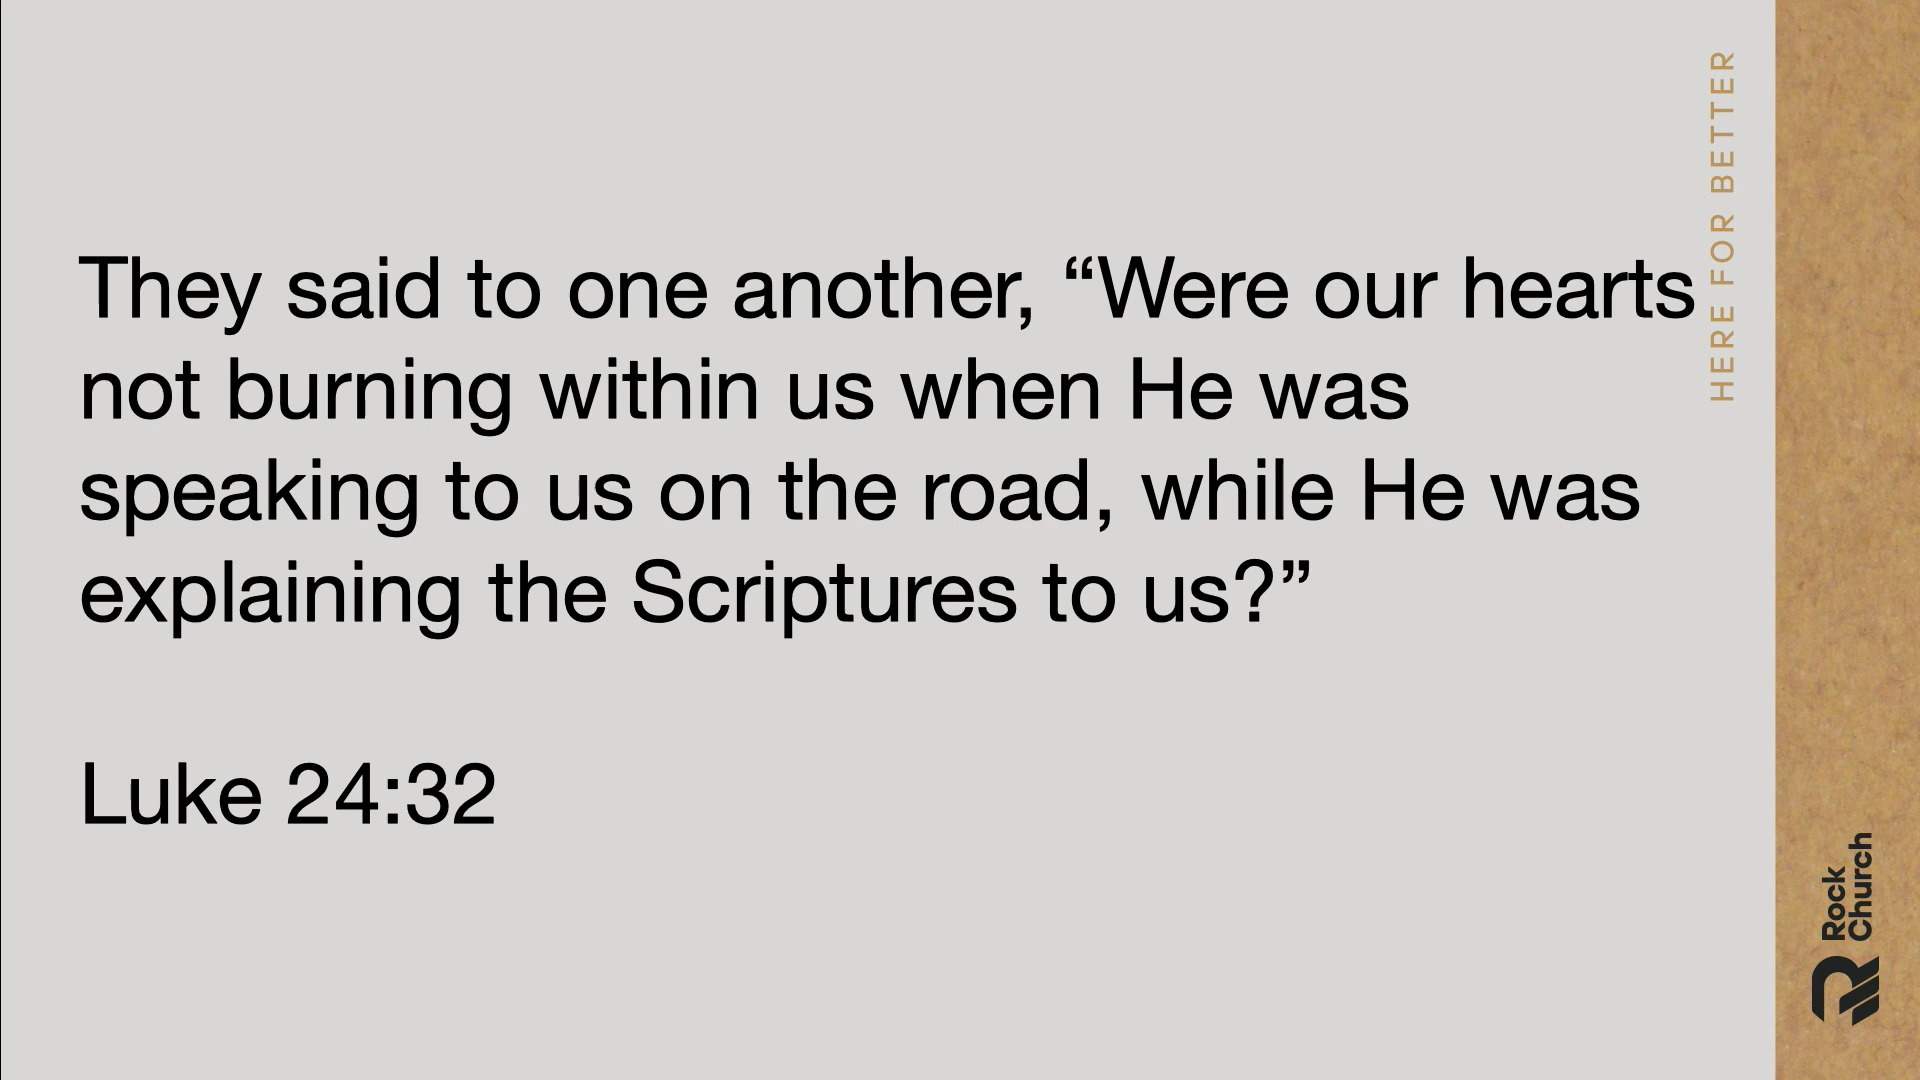 They said to one another, “Were our hearts
not burning within us when He was
speaking to us on the road, while He was
explaining the Scriptures to us?”
Luke 24:32
HERE FOR BETTER
Rock
Church